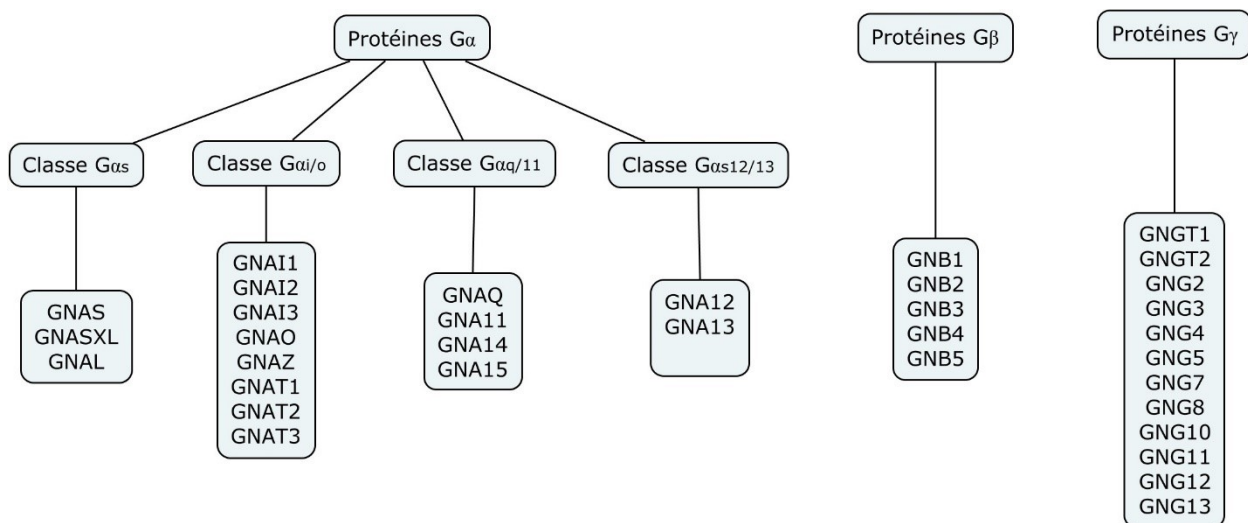 Protéines Gα
Protéines Gβ
Protéines Gγ
Classe Gαs
Classe Gαi/o
Classe Gαq/11
Classe Gαs12/13
GNAS
GNASXL
GNAL
GNAI1
GNAI2
GNAI3
GNAO
GNAZ
GNAT1
GNAT2
GNAT3
GNAQ
GNA11
GNA14
GNA15
GNA12
GNA13
GNB1
GNB2
GNB3
GNB4
GNB5
GNGT1
GNGT2
GNG2
GNG3
GNG4
GNG5
GNG7
GNG8
GNG10
GNG11
GNG12
GNG13